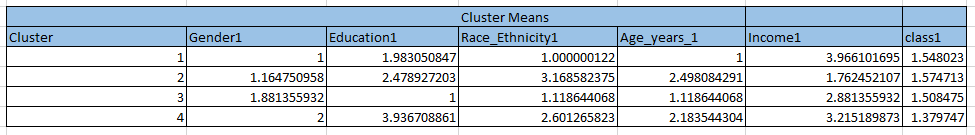 Cluster Means
Cluster Gender1 Education1 Race_Ethnicity1 Age_years_1 Income1 class1
1 1 1.983050847 1.000000122 1 3.966101695 1.548023
2 1.164750958 2.478927203 3.168582375 2.498084291 1.762452107 1.574713
3 1.881355932 1 1.118644068 1.118644068 2.881355932 1.508475
4 2 3.936708861 2.601265823 2.183544304 3.215189873 1.379747